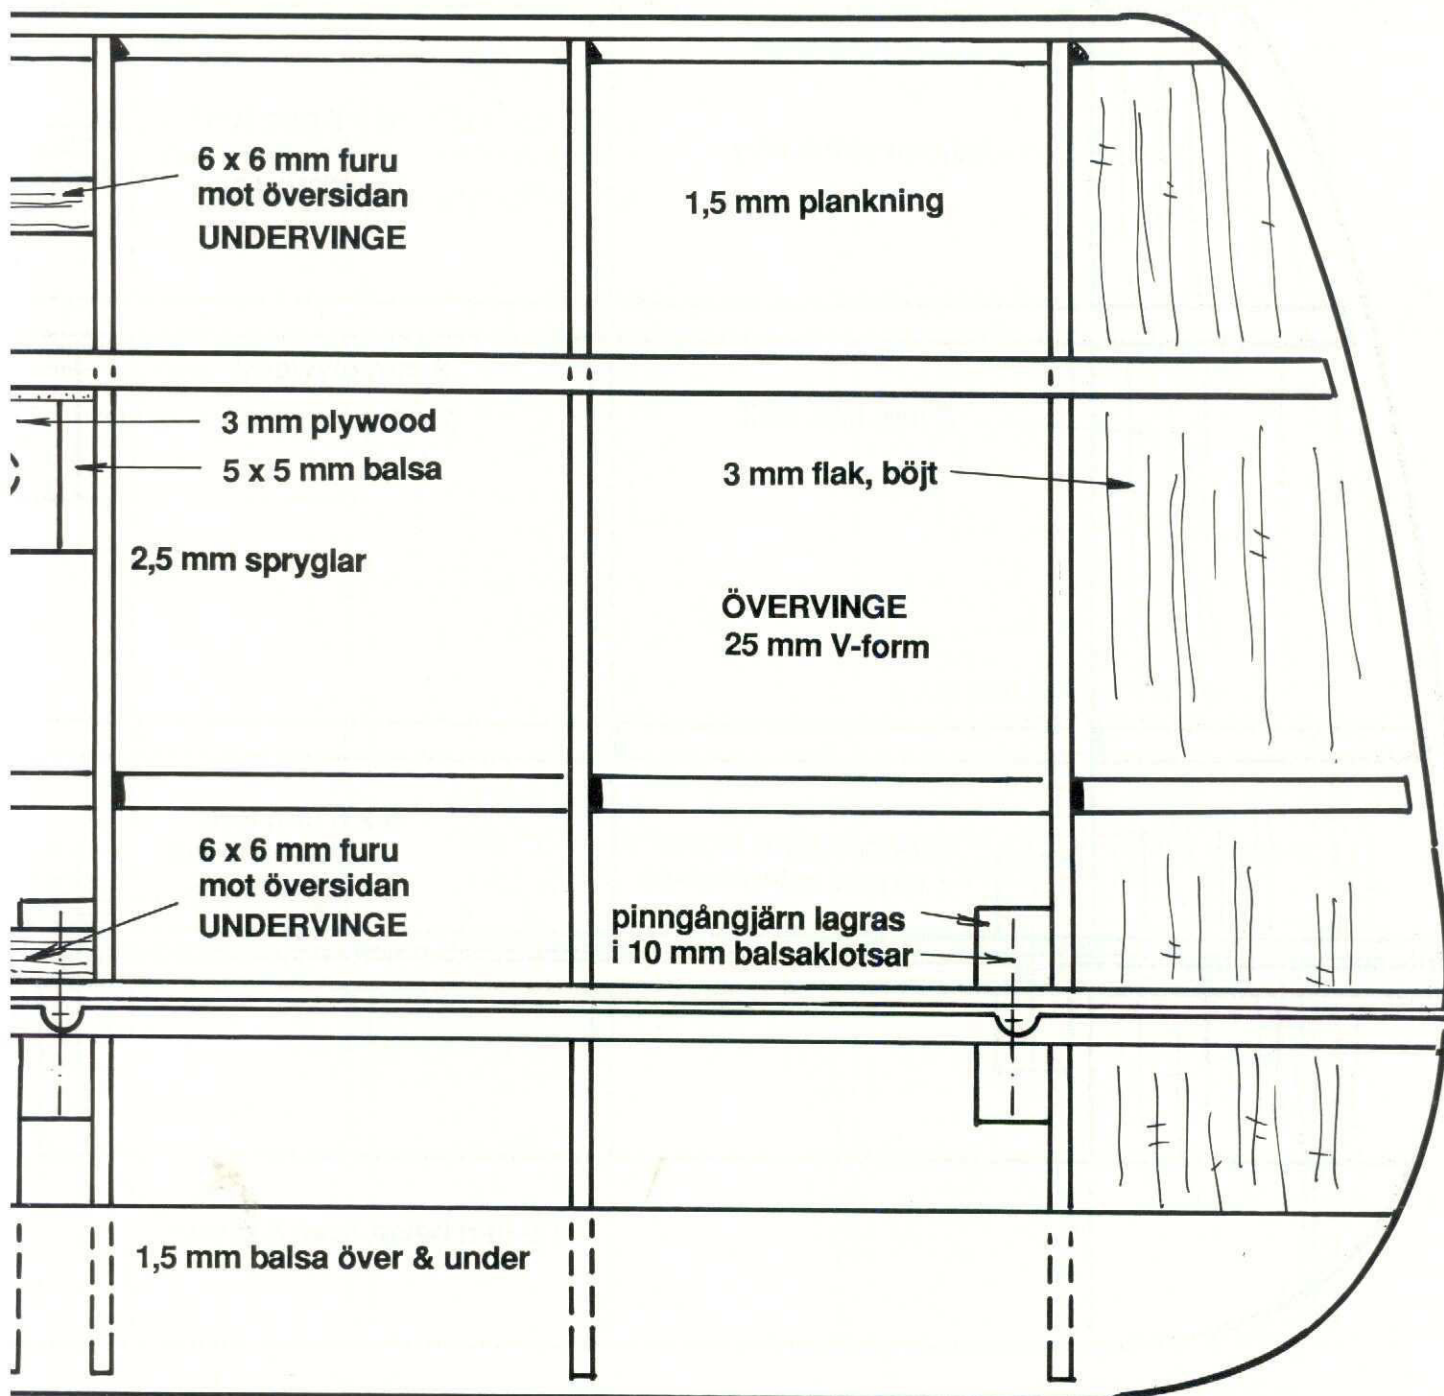 6 x 6 mm furu
mot översidan
UNDERVINGE
1,5 mm plankning
3 mm plywood
5 x 5 mm balsa
3 mm flak, böjt
2,5 mm spryglar
ÖVERVINGE
25 mm V-form
6 x 6 mm furu
mot översidan
UNDERVINGE
pinngångjärn lagras
i 10 mm balsaklotsar
1,5 mm balsa över & under